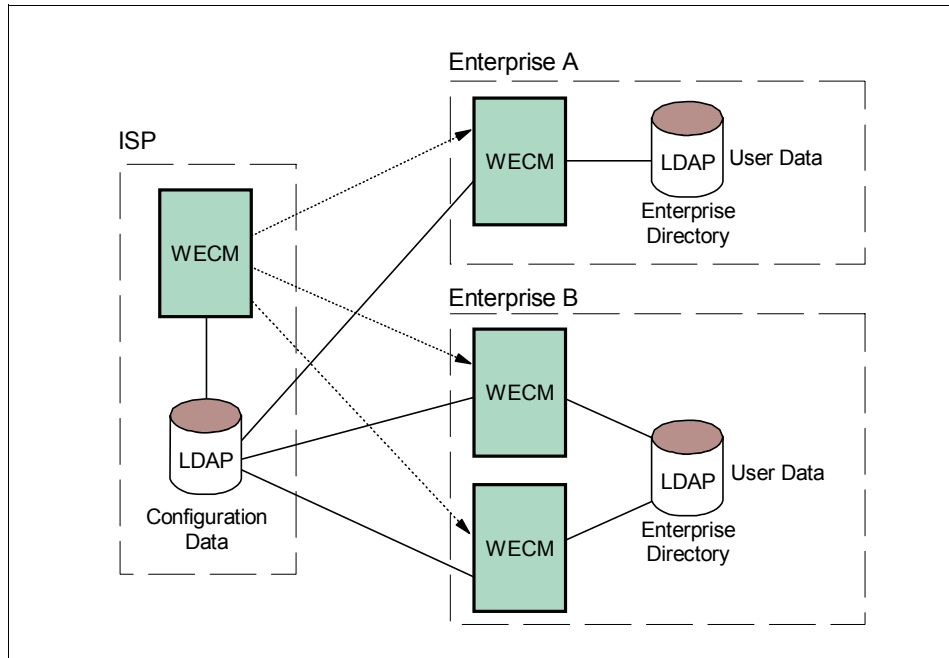 ISP
WECM
LDAP
Configuration
Data
Enterprise A
WECM
LDAP
User Data
Enterprise
Directory
Enterprise B
WECM
WECM
LDAP
User Data
Enterprise
Directory